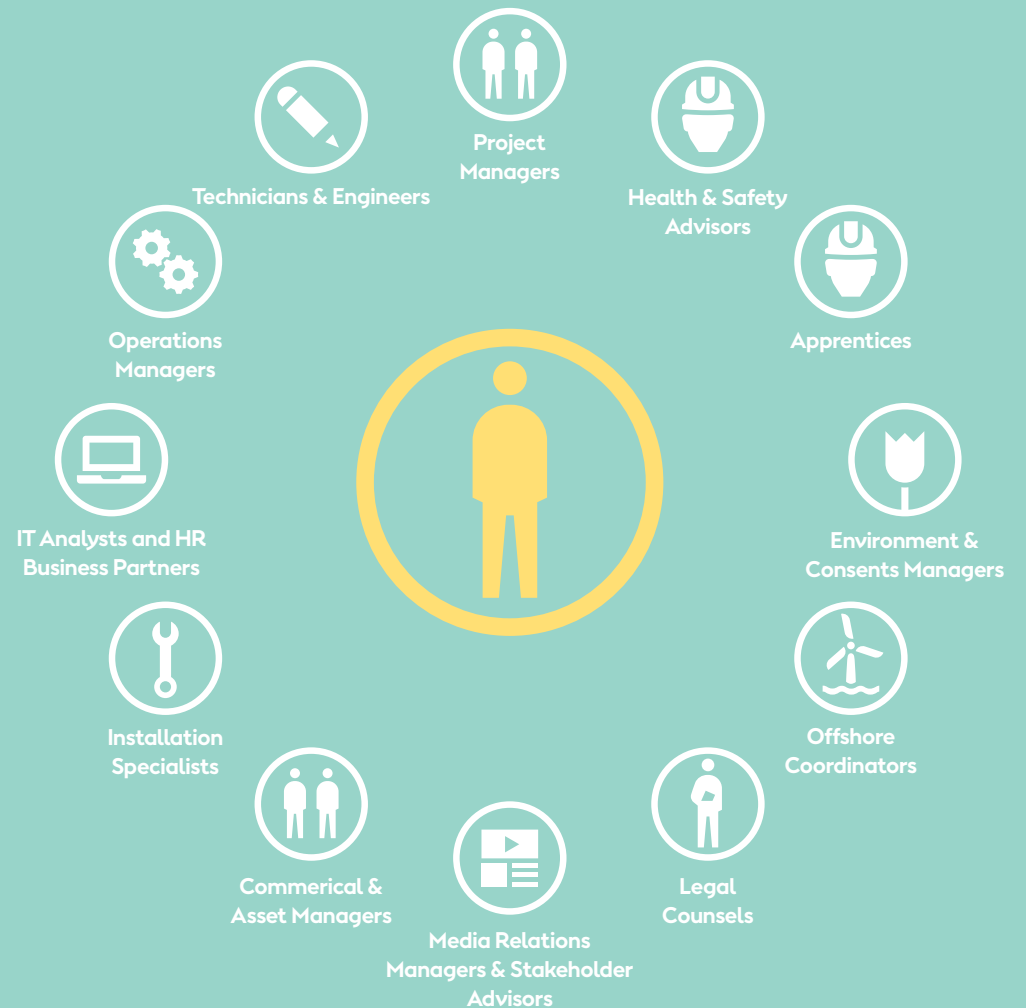 Project
Managers
Health & Safety
Advisors
Apprentices
Environment &
Consents Managers
Offshore
Coordinators
Legal
Counsels
Media Relations
Managers & Stakeholder
Advisors
Commerical &
Asset Managers
Installation
Specialists
IT Analysts and HR
Business Partners
Operations
Managers
Technicians & Engineers